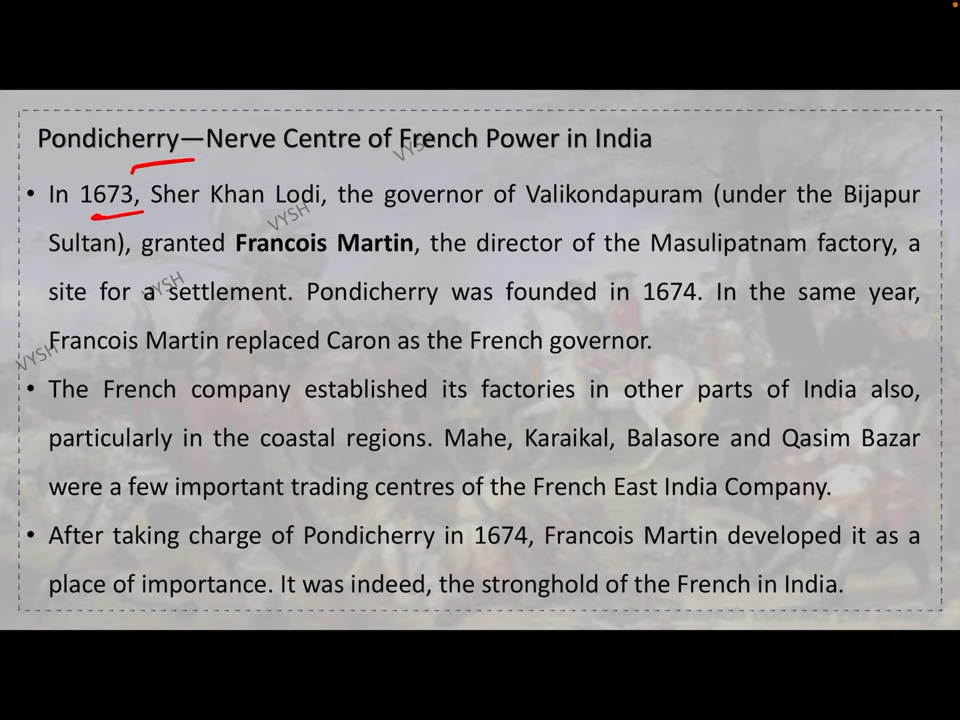 Pondicherry—Nerve Centre of French Power in India
• In 1673, Sher Khan Lodi, the governor of Valikondapuram (under the Bijapur
Sultan), granted Francois Martin, the director of the Masulipatnam factory, a
site for a settlement. Pondicherry was founded in 1674. In the same year,
Francois Martin replaced Caron as the French governor.
• The French company established its factories in other parts of India also,
particularly in the coastal regions. Mahe, Karaikal, Balasore and Qasim Bazar
were a few important trading centres of the French East India Company.
• After taking charge of Pondicherry in 1674, Francois Martin developed it as a
place of importance. It was indeed, the stronghold of the French in India.
VYSH
VYSH
VYSH
VYSH